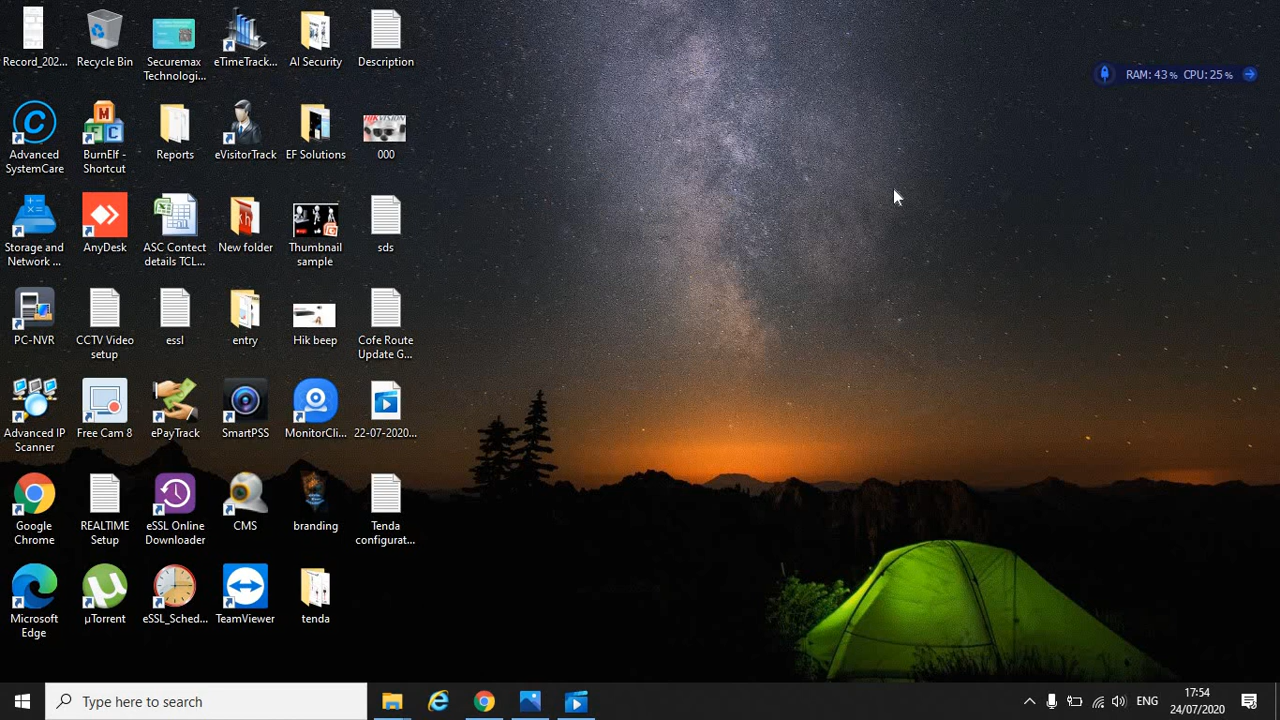 Record_202...
Recycle Bin
Securemax
Technologi...
eTimeTrack...
AI Security
Description
RAM: 43 % CPU: 25 %
Advanced
SystemCare
BurnElf -
Shortcut
Reports
eVisitorTrack
EF Solutions
HIKVISION
000
Storage and
Network ...
AnyDesk
ASC Contect
details TCL...
New folder
Thumbnail
sample
sds
PC-NVR
CCTV Video
setup
essl
entry
Hik beep
Cofe Route
Update G...
Advanced IP
Scanner
Free Cam 8
ePayTrack
SmartPSS
MonitorCli...
22-07-2020...
Google
Chrome
REALTIME
Setup
eSSL Online
Downloader
CMS
branding
Tenda
configurat...
Microsoft
Edge
µTorrent
eSSL_Sched...
TeamViewer
tenda
Type here to search
ENG
17:54
24/07/2020